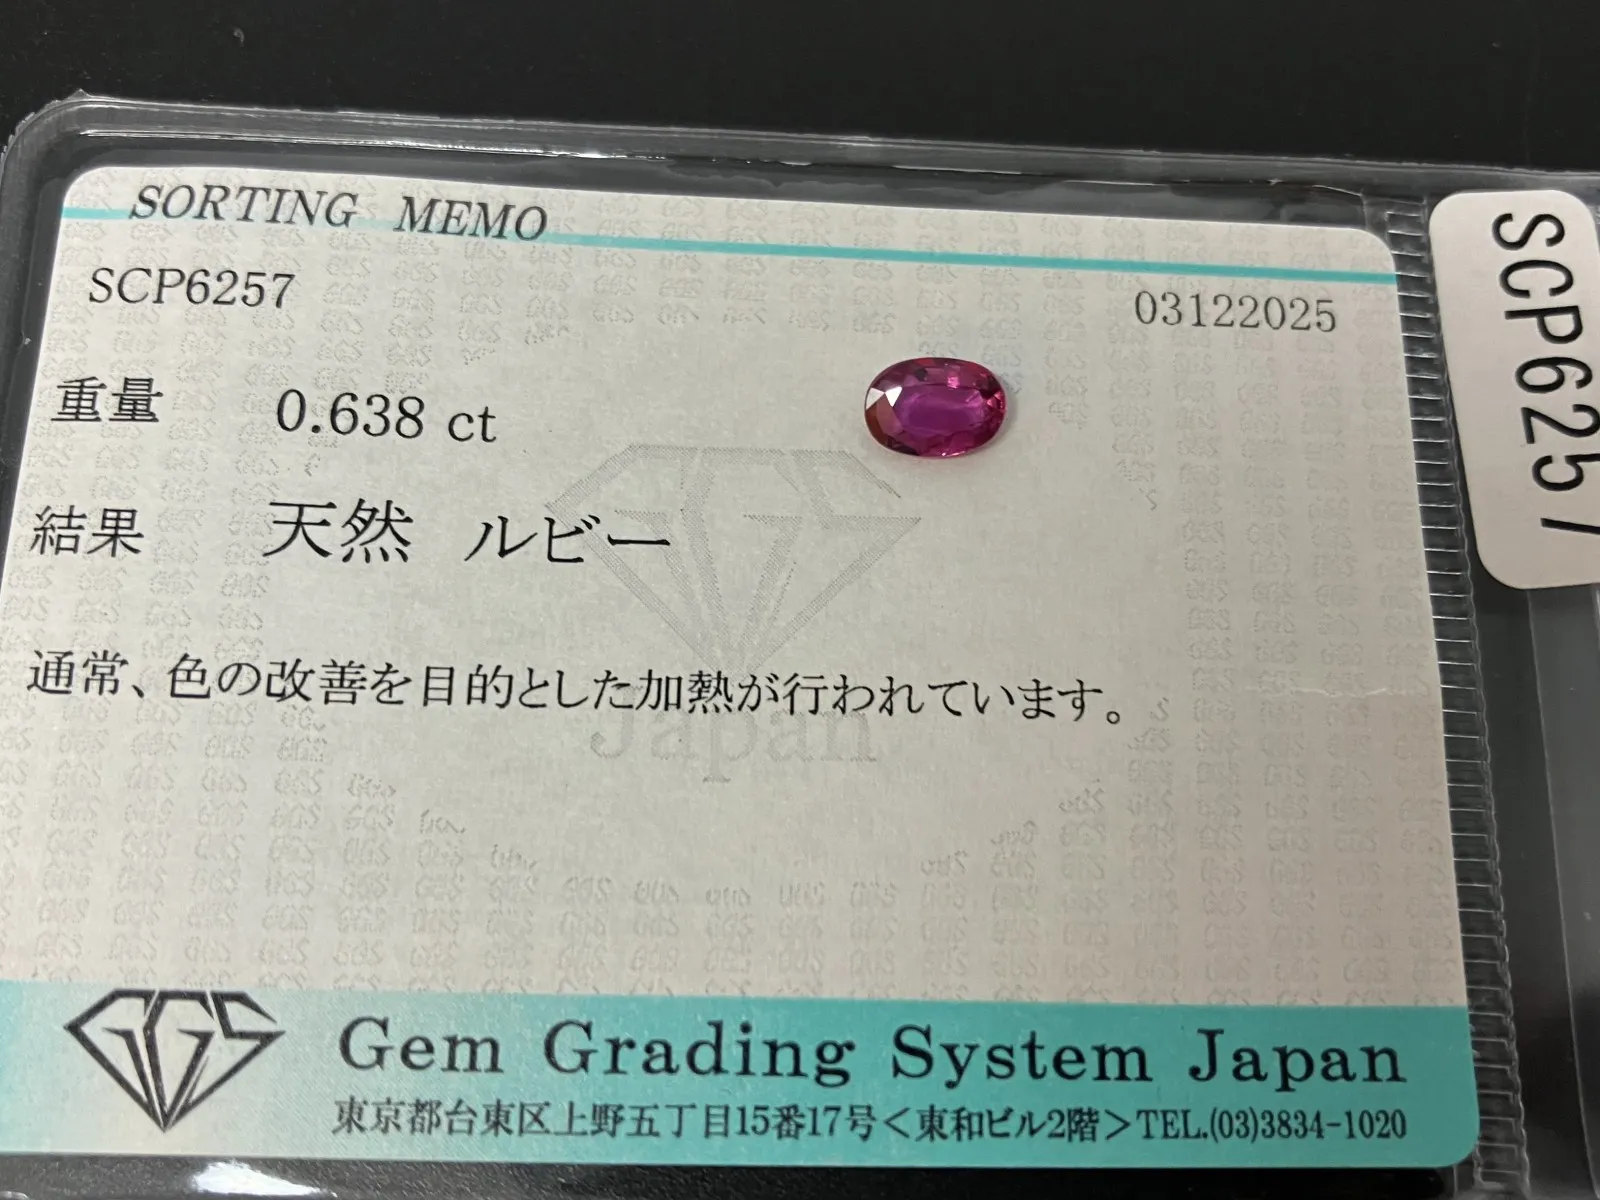 SORTING MEMO
SCP6257
03122025
重量 0.638 ct
結果 天然 ルビー
通常、色の改善を目的とした加熱が行われています。
GGS
Japan
GGS
Gem Grading System Japan
東京都台東区上野五丁目15番17号<東和ビル2階>TEL.(03)3834-1020
SCP6257